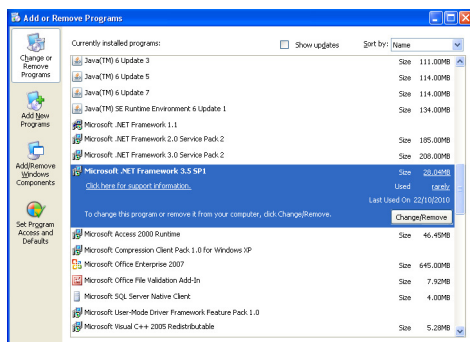 Add or Remove Programs
Change or Remove Programs
Add New Programs
Add/Remove Windows Components
Set Program Access and Defaults
Currently installed programs:
Show updates
Sort by: Name
Java(TM) 6 Update 3 Size 111.00MB
Java(TM) 6 Update 5 Size 114.00MB
Java(TM) 6 Update 7 Size 114.00MB
Java(TM) SE Runtime Environment 6 Update 1 Size 134.00MB
Microsoft .NET Framework 1.1
Microsoft .NET Framework 2.0 Service Pack 2 Size 185.00MB
Microsoft .NET Framework 3.0 Service Pack 2 Size 208.00MB
Microsoft .NET Framework 3.5 SP1 Size 28.04MB
Click here for support information. Used rarely
Last Used On 22/10/2010
To change this program or remove it from your computer, click Change/Remove. Change/Remove
Microsoft Access 2000 Runtime Size 46.45MB
Microsoft Compression Client Pack 1.0 for Windows XP
Microsoft Office Enterprise 2007 Size 645.00MB
Microsoft Office File Validation Add-In Size 7.92MB
Microsoft SQL Server Native Client Size 4.00MB
Microsoft User-Mode Driver Framework Feature Pack 1.0
Microsoft Visual C++ 2005 Redistributable Size 5.28MB